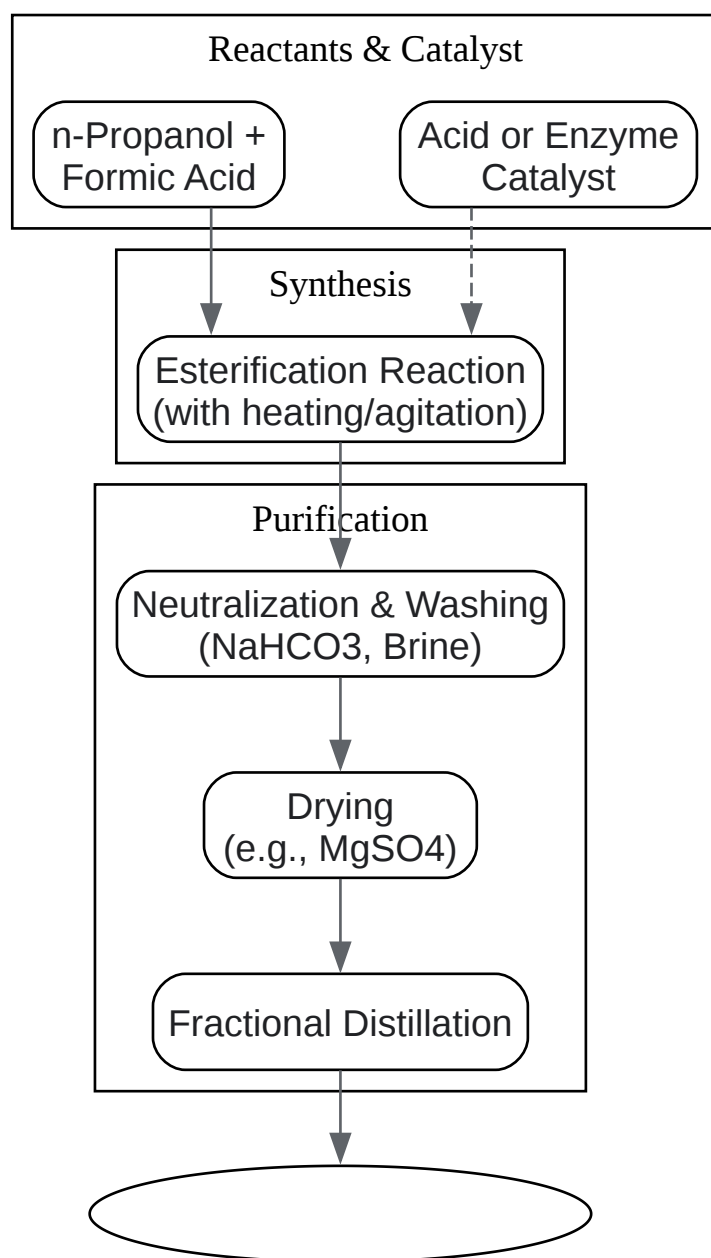 Reactants & Catalyst
n-Propanol +
Formic Acid
Acid or Enzyme
Catalyst
Synthesis
Esterification Reaction
(with heating/agitation)
Purification
Neutralization & Washing
(NaHCO3, Brine)
Drying
(e.g., MgSO4)
Fractional Distillation